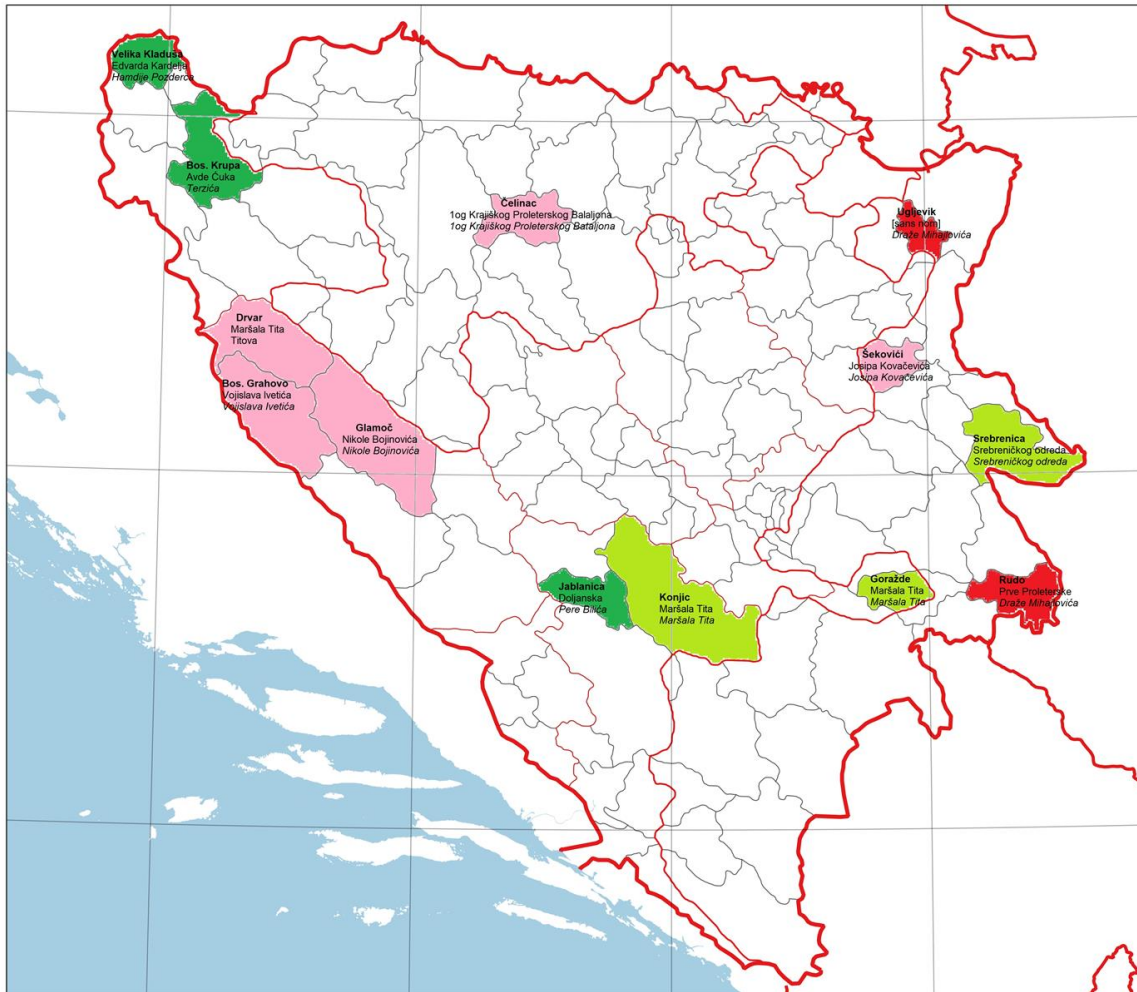 Velika Kladuša
Edvarda Kardelja
Hamdije Pozderca
Bos. Krupa
Avde Ćuka
Terzića
Čelinac
1og Krajiškog Proleterskog Balaljona
1og Krajiškog Proleterskog Bataljona
Ugljevik
[sans nom]
Draže Mihajlovića
Drvar
Maršala Tita
Titova
Bos. Grahovo
Vojislava Ivetića
Vojislava Ivetića
Glamoč
Nikole Bojinovića
Nikole Bojinovića
Šekovići
Josipa Kovačevića
Josipa Kovačevića
Srebrenica
Srebreničkog odreda
Srebreničkog odreda
Jablanica
Doljanska
Pere Bilića
Konjic
Maršala Tita
Maršala Tita
Goražde
Maršala Tita
Maršala Tita
Rudo
Prve Proleterske
Draže Mihajlovića